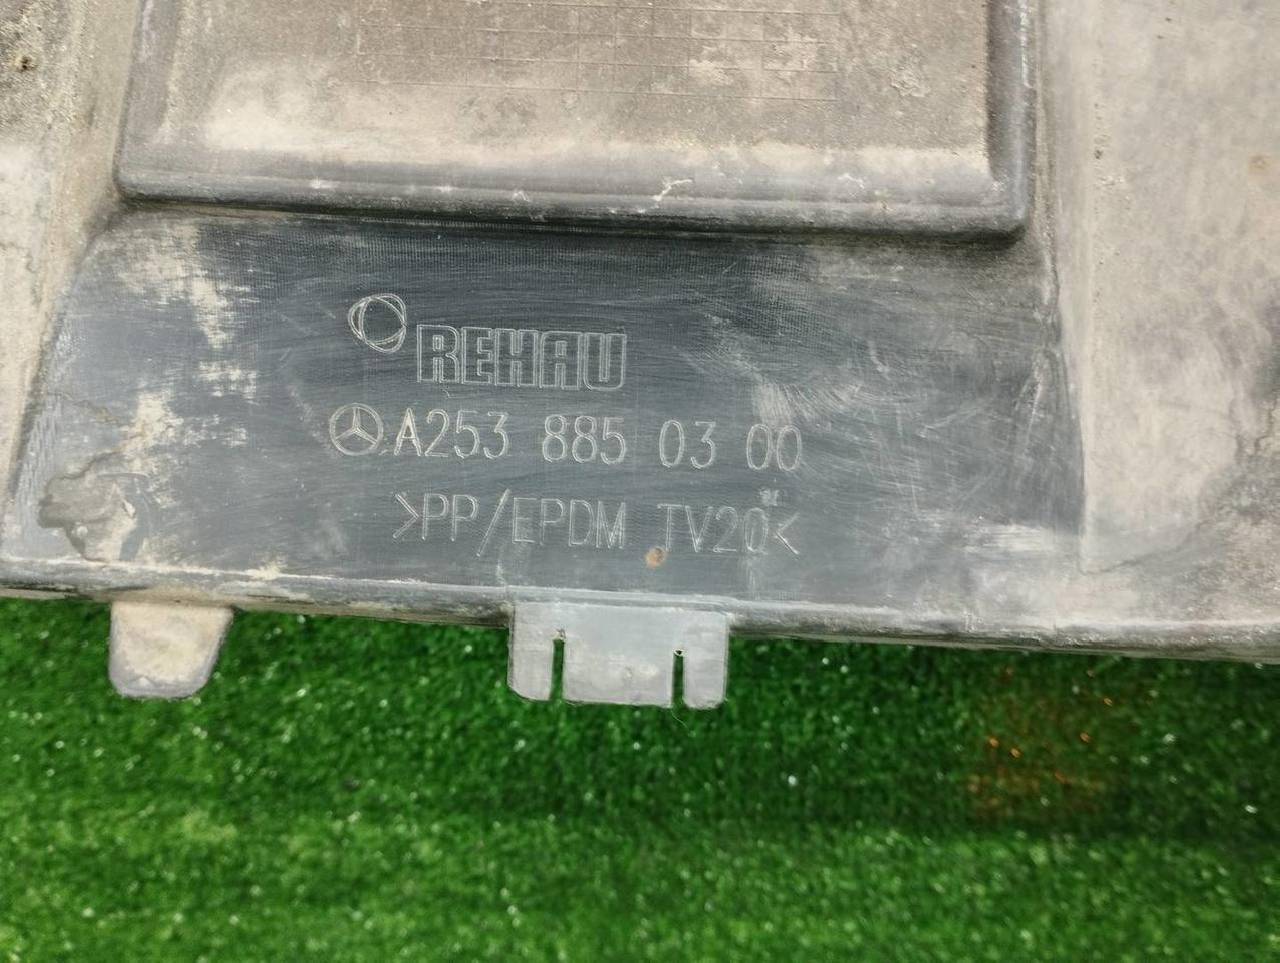 REHAU
A253 885 03 00
>PP/EPDM TV20<